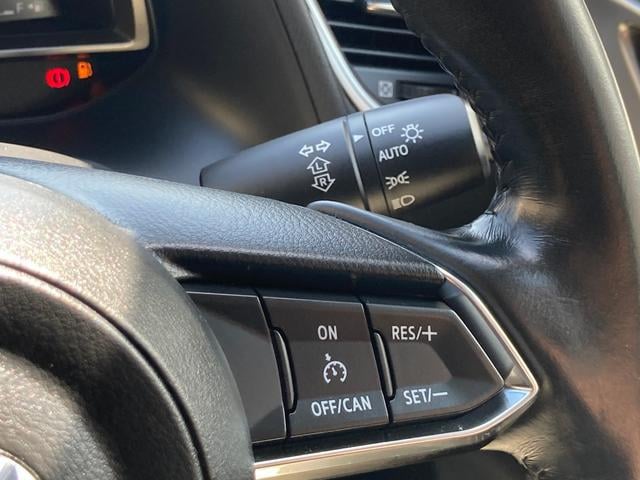 F
OFF
AUTO
L
R
ON
OFF/CAN
RES/+
SET/−